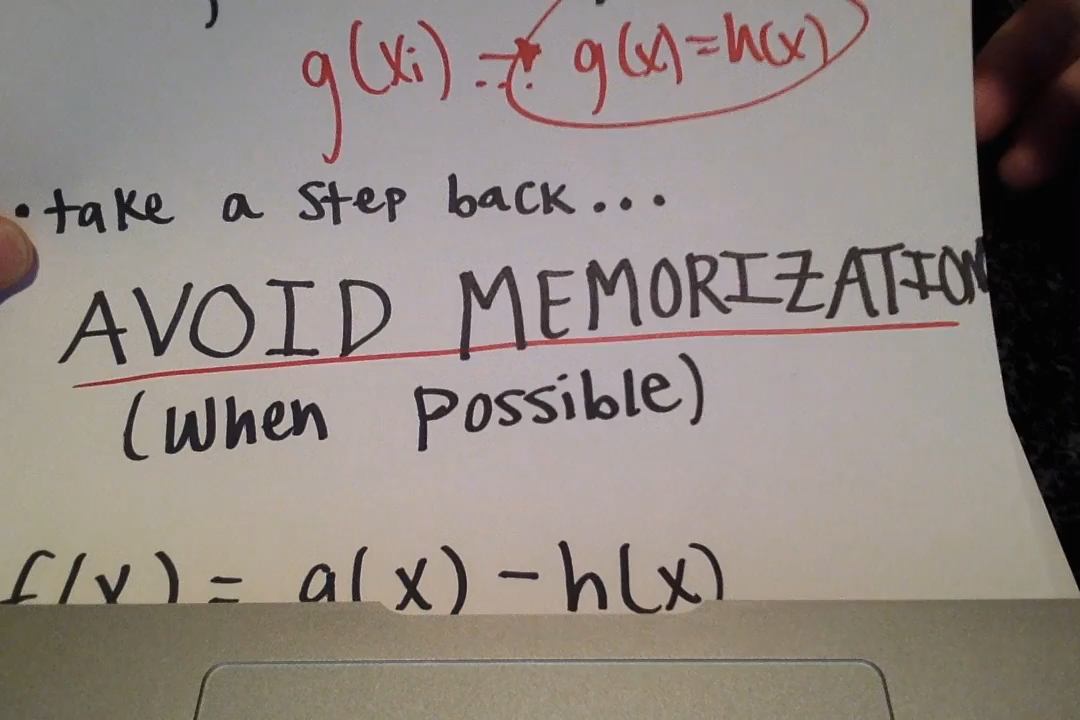 g(xi) = g(x)=h(x)
• take a step back...
AVOID MEMORIZATION
(when possible)
f(x) = g(x) - h(x)